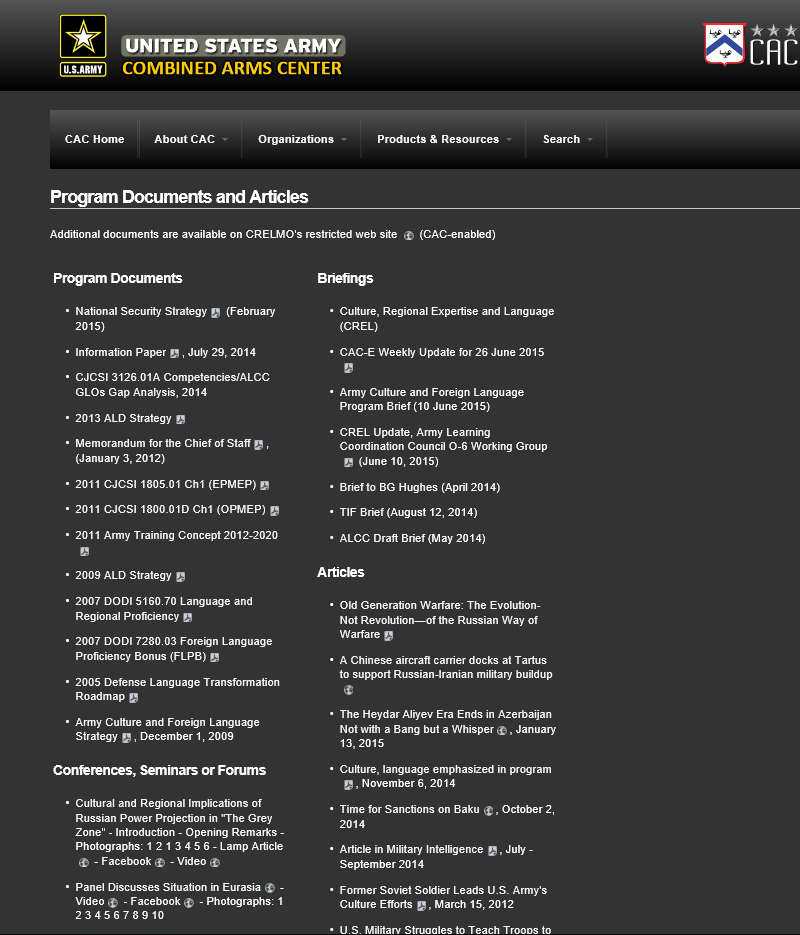 U.S.ARMY
UNITED STATES ARMY
COMBINED ARMS CENTER
CAC
CAC Home
About CAC
Organizations
Products & Resources
Search
Program Documents and Articles
Additional documents are available on CRELMO's restricted web site (CAC-enabled)
Program Documents
• National Security Strategy (February
2015)
• Information Paper , July 29, 2014
• CJCSI 3126.01A Competencies/ALCC
GLOs Gap Analysis, 2014
• 2013 ALD Strategy
• Memorandum for the Chief of Staff ,
(January 3, 2012)
• 2011 CJCSI 1805.01 Ch1 (EPMEP)
• 2011 CJCSI 1800.01D Ch1 (OPMEP)
• 2011 Army Training Concept 2012-2020
• 2009 ALD Strategy
• 2007 DODI 5160.70 Language and
Regional Proficiency
• 2007 DODI 7280.03 Foreign Language
Proficiency Bonus (FLPB)
• 2005 Defense Language Transformation
Roadmap
• Army Culture and Foreign Language
Strategy , December 1, 2009
Conferences, Seminars or Forums
• Cultural and Regional Implications of
Russian Power Projection in "The Grey
Zone" - Introduction - Opening Remarks -
Photographs: 1 2 1 3 4 5 6 - Lamp Article
- Facebook - Video
• Panel Discusses Situation in Eurasia -
Video - Facebook - Photographs: 1
2 3 4 5 6 7 8 9 10
Briefings
• Culture, Regional Expertise and Language
(CREL)
• CAC-E Weekly Update for 26 June 2015
• Army Culture and Foreign Language
Program Brief (10 June 2015)
• CREL Update, Army Learning
Coordination Council O-6 Working Group
(June 10, 2015)
• Brief to BG Hughes (April 2014)
• TIF Brief (August 12, 2014)
• ALCC Draft Brief (May 2014)
Articles
• Old Generation Warfare: The Evolution-
Not Revolution—of the Russian Way of
Warfare
• A Chinese aircraft carrier docks at Tartus
to support Russian-Iranian military buildup
• The Heydar Aliyev Era Ends in Azerbaijan
Not with a Bang but a Whisper , January
13, 2015
• Culture, language emphasized in program
, November 6, 2014
• Time for Sanctions on Baku , October 2,
2014
• Article in Military Intelligence , July -
September 2014
• Former Soviet Soldier Leads U.S. Army's
Culture Efforts , March 15, 2012
• U.S. Military Struggles to Teach Troops to